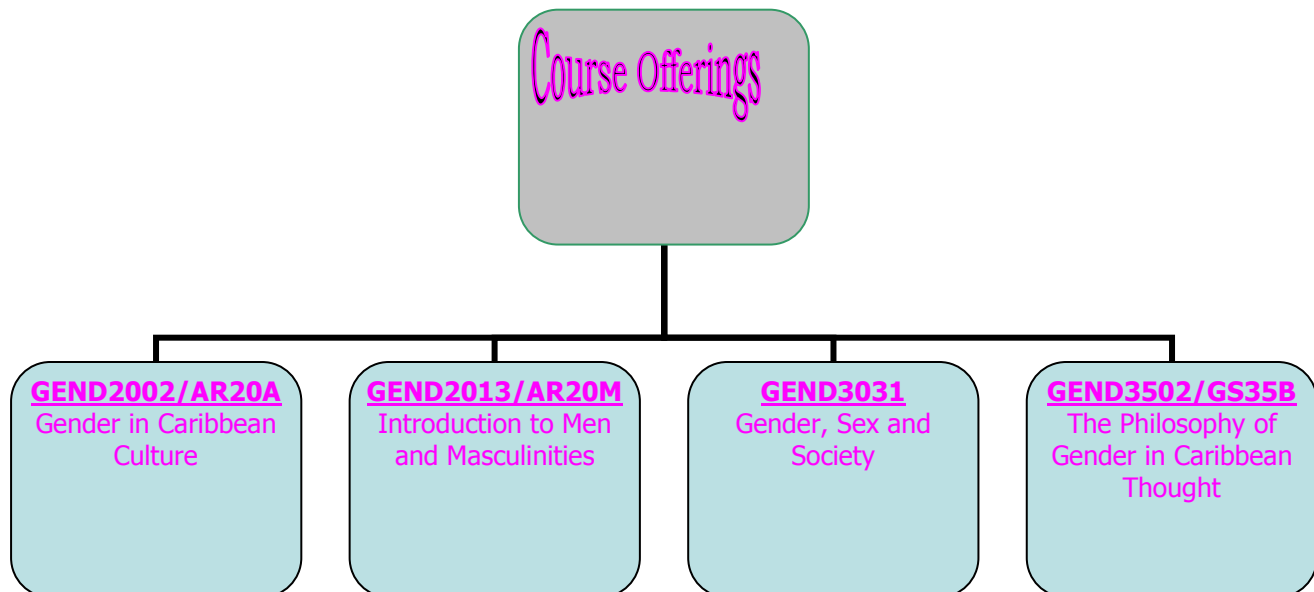 Course Offerings
GEND2002/AR20A
Gender in Caribbean
Culture
GEND2013/AR20M
Introduction to Men
and Masculinities
GEND3031
Gender, Sex and
Society
GEND3502/GS35B
The Philosophy of
Gender in Caribbean
Thought